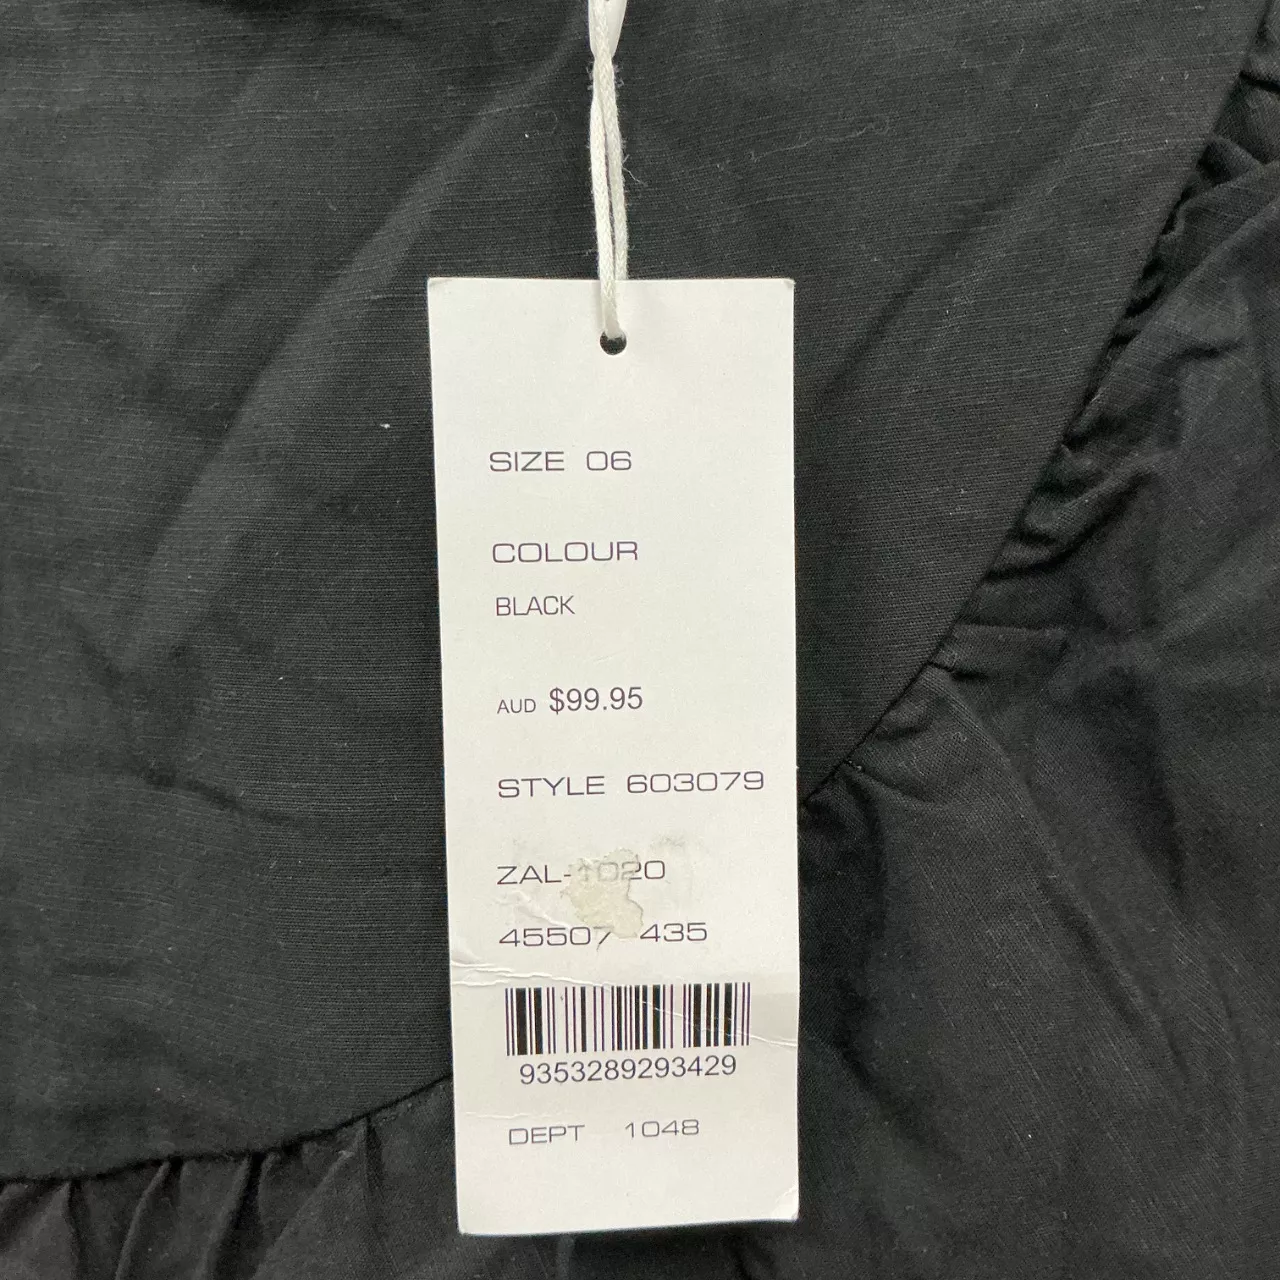 SIZE 06
COLOUR
BLACK
AUD $99.95
STYLE 603079
ZAL-1020
45507 435
9353289293429
DEPT 1048